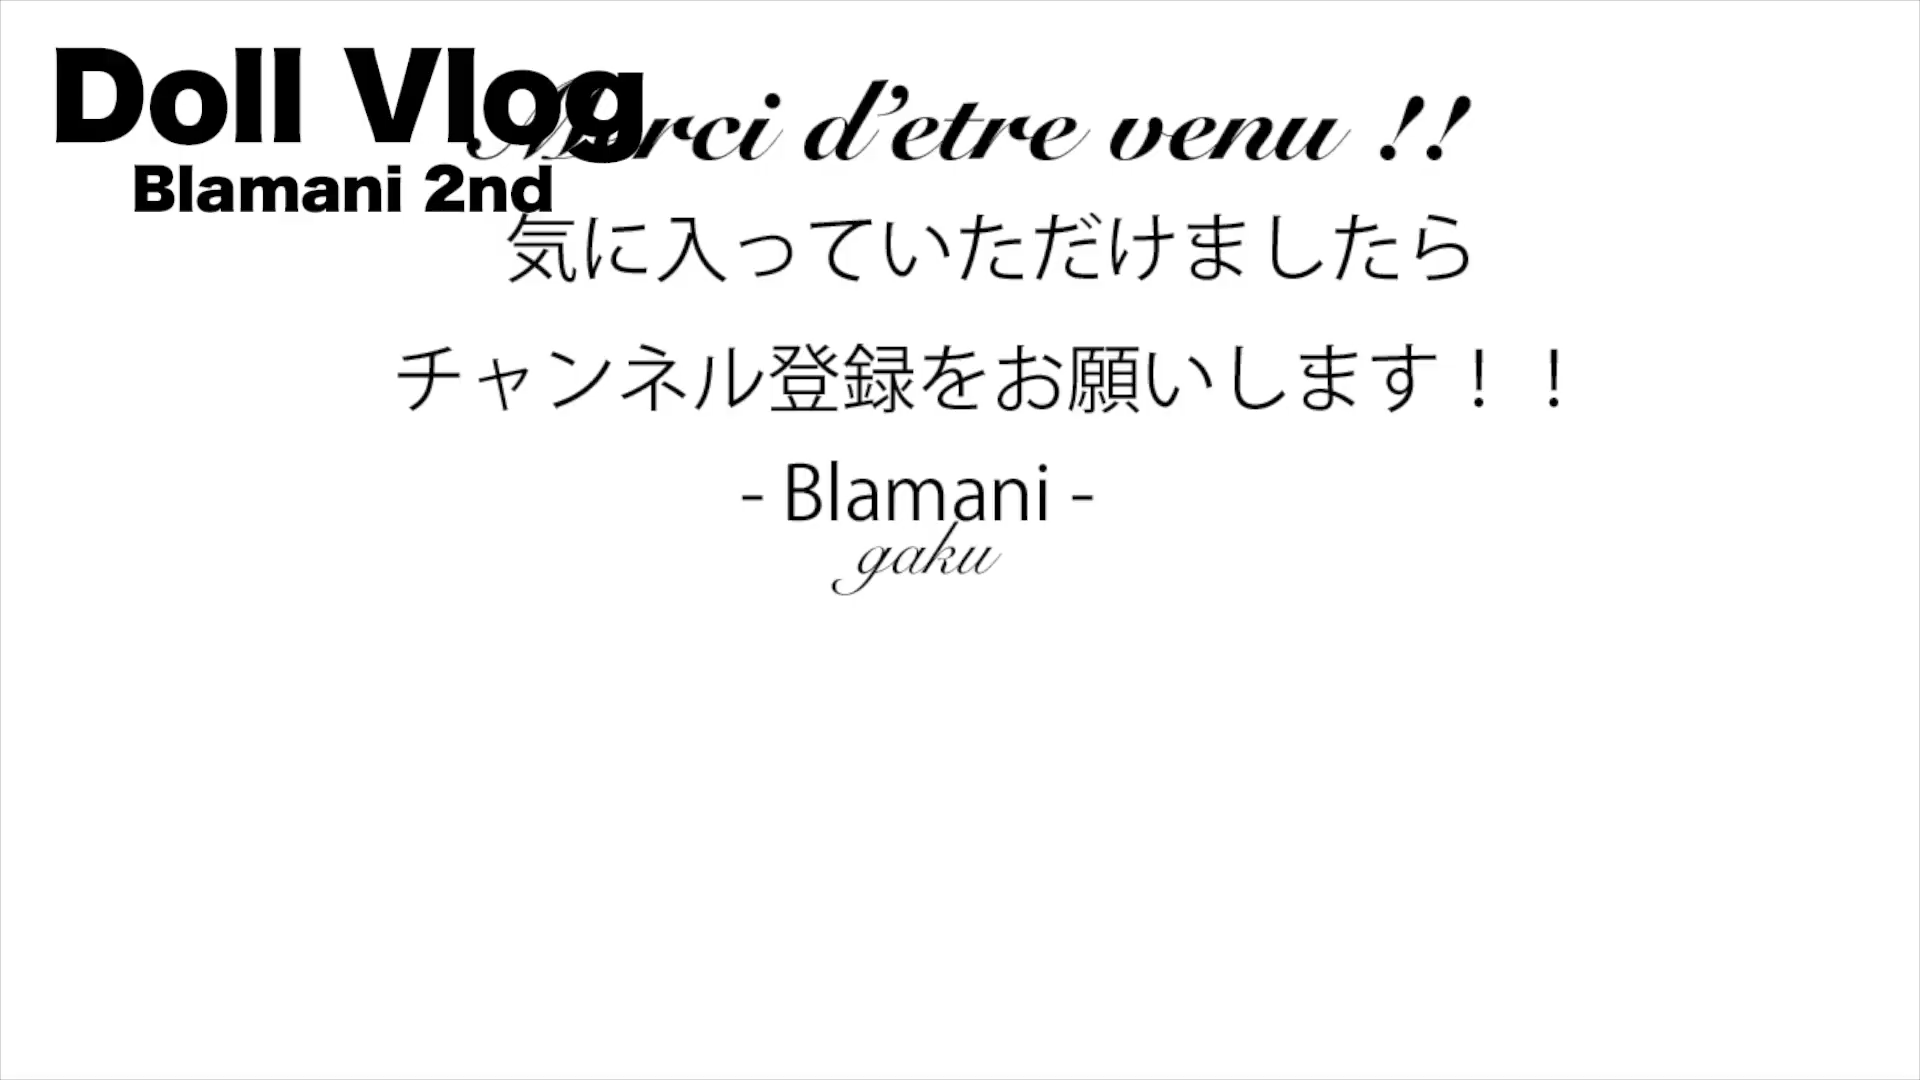 Doll Vlog
Merci d'etre venu !!
Blamani 2nd
気に入っていただけましたら
チャンネル登録をお願いします！！
- Blamani -
gaku